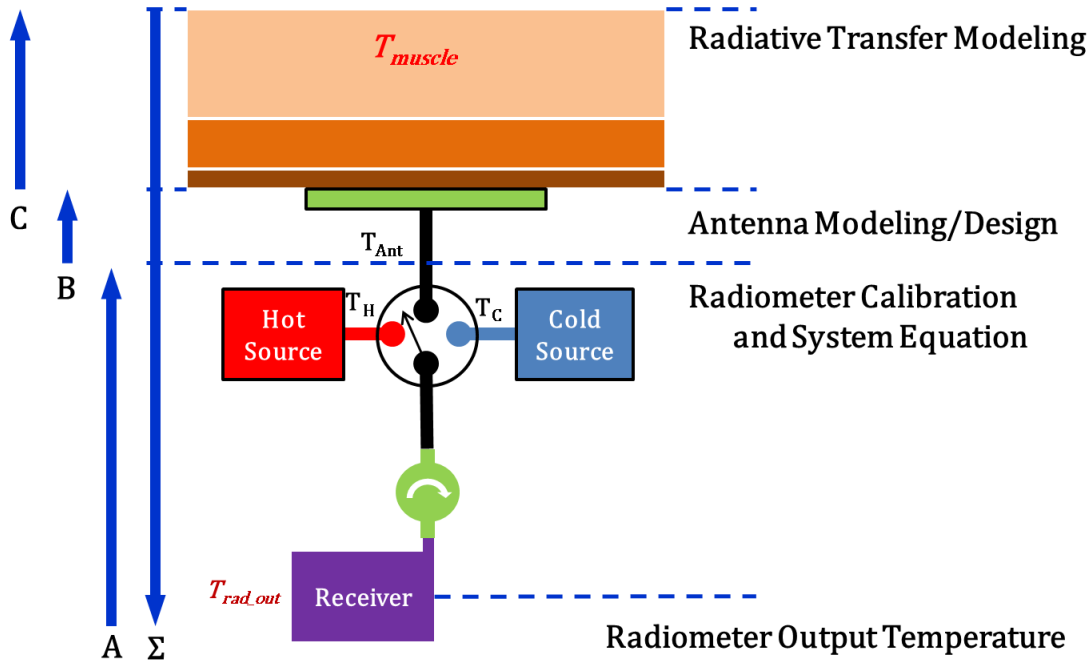 T_muscle
Radiative Transfer Modeling
C
Antenna Modeling/Design
T_Ant
B
Radiometer Calibration
and System Equation
T_H
T_C
Hot
Source
Cold
Source
T_rad_out
Receiver
A
Σ
Radiometer Output Temperature